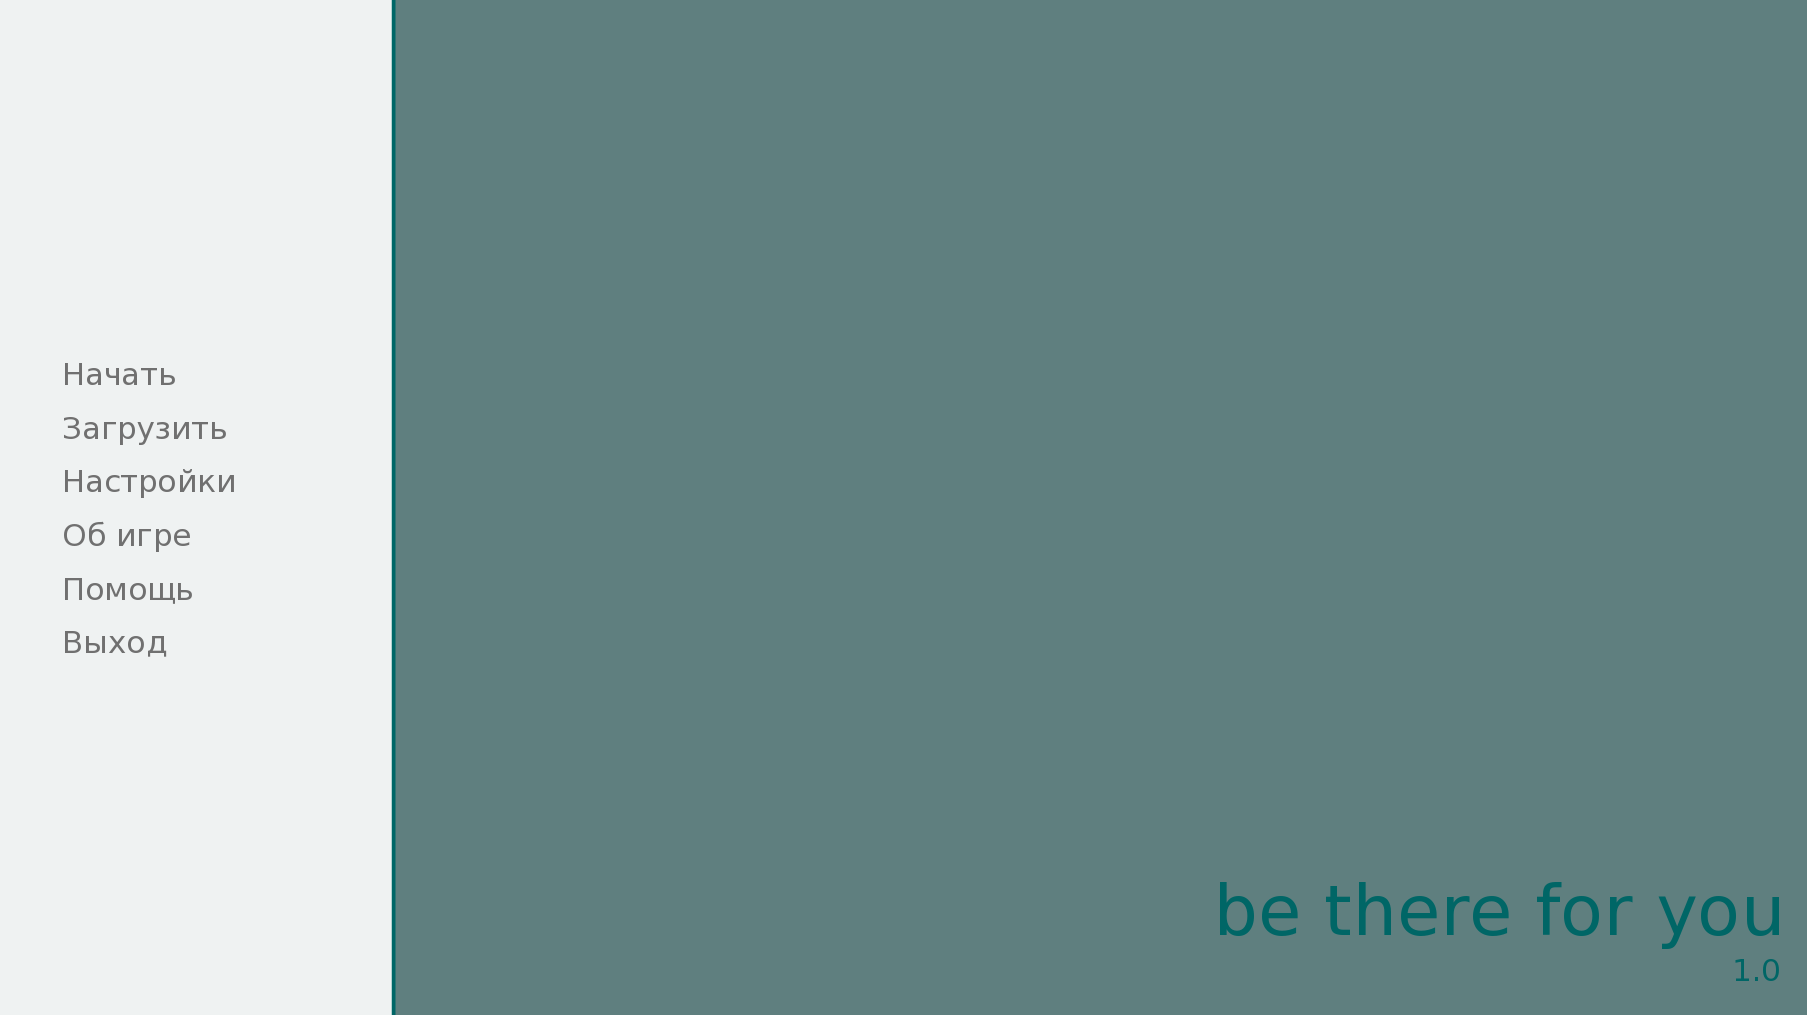 Начать
Загрузить
Настройки
Об игре
Помощь
Выход
be there for you
1.0